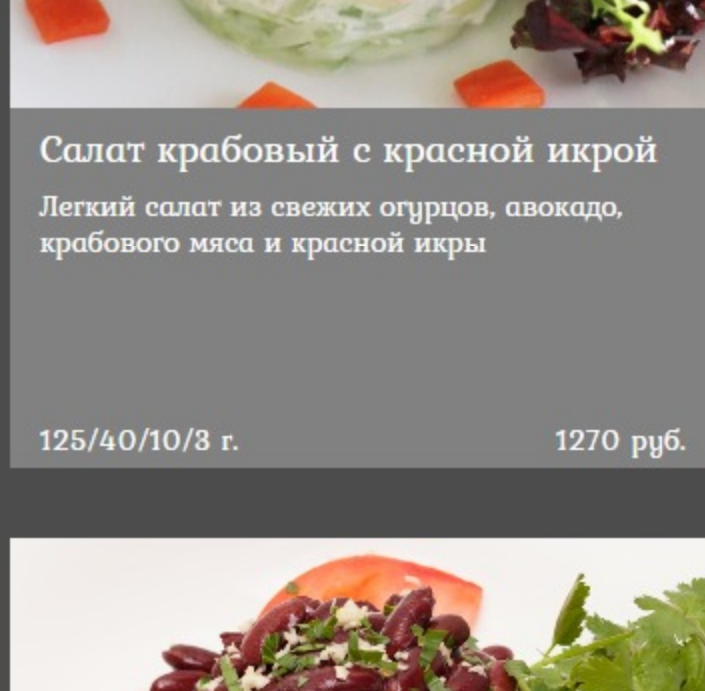 Салат крабовый с красной икрой
Легкий салат из свежих огурцов, авокадо,
крабового мяса и красной икры
125/40/10/3 г.
1270 руб.